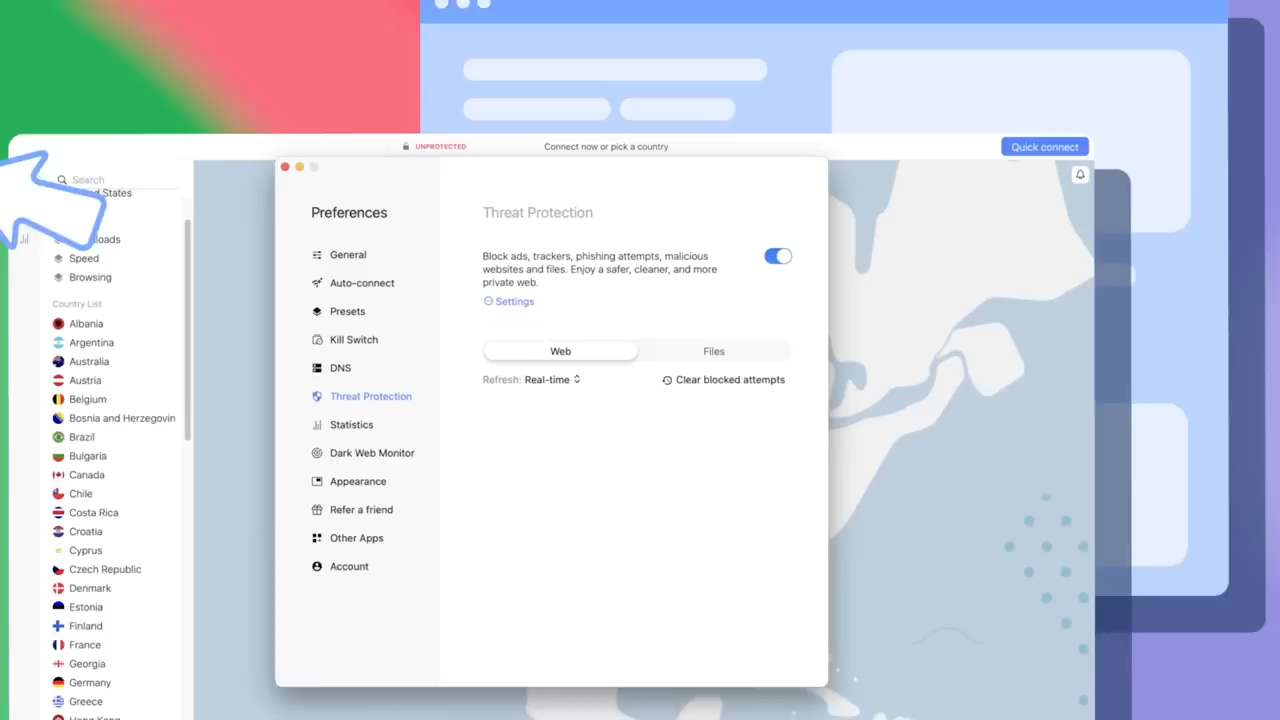 UNPROTECTED
Connect now or pick a country
Quick connect
Search
States
Speed
Browsing
Country List
Albania
Argentina
Australia
Austria
Belgium
Bosnia and Herzegovin
Brazil
Bulgaria
Canada
Chile
Costa Rica
Croatia
Cyprus
Czech Republic
Denmark
Estonia
Finland
France
Georgia
Germany
Greece
Preferences
General
Auto-connect
Presets
Kill Switch
DNS
Threat Protection
Statistics
Dark Web Monitor
Appearance
Refer a friend
Other Apps
Account
Threat Protection
Block ads, trackers, phishing attempts, malicious
websites and files. Enjoy a safer, cleaner, and more
private web.
Settings
Web
Files
Refresh: Real-time
Clear blocked attempts